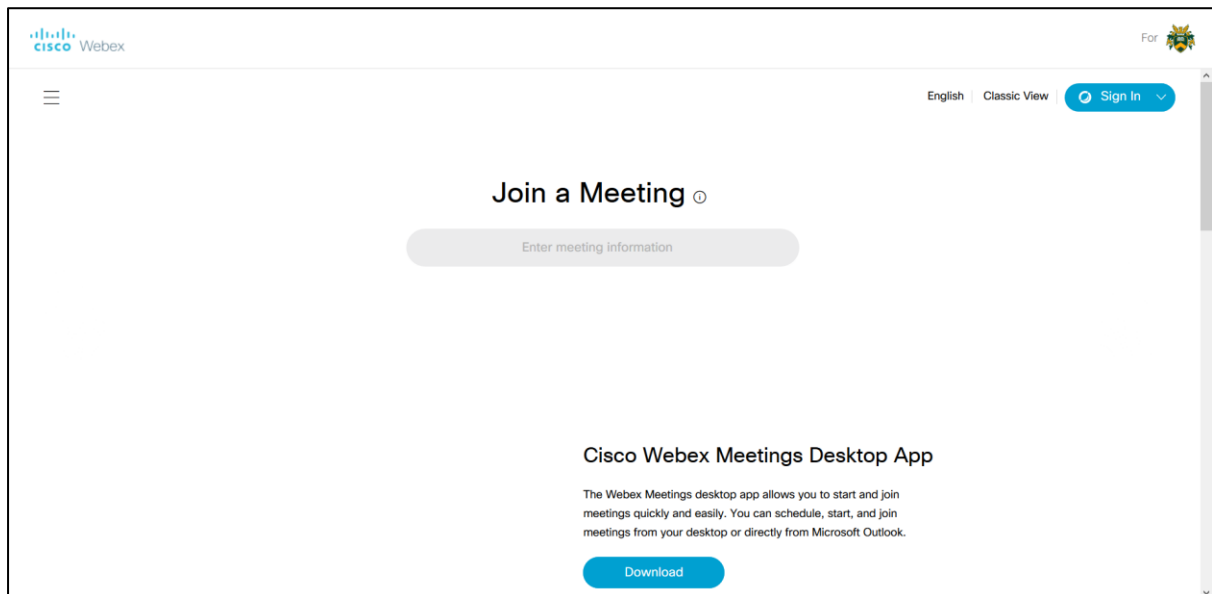 cisco Webex
For
English
Classic View
Sign In
Join a Meeting
Enter meeting information
Cisco Webex Meetings Desktop App
The Webex Meetings desktop app allows you to start and join
meetings quickly and easily. You can schedule, start, and join
meetings from your desktop or directly from Microsoft Outlook.
Download